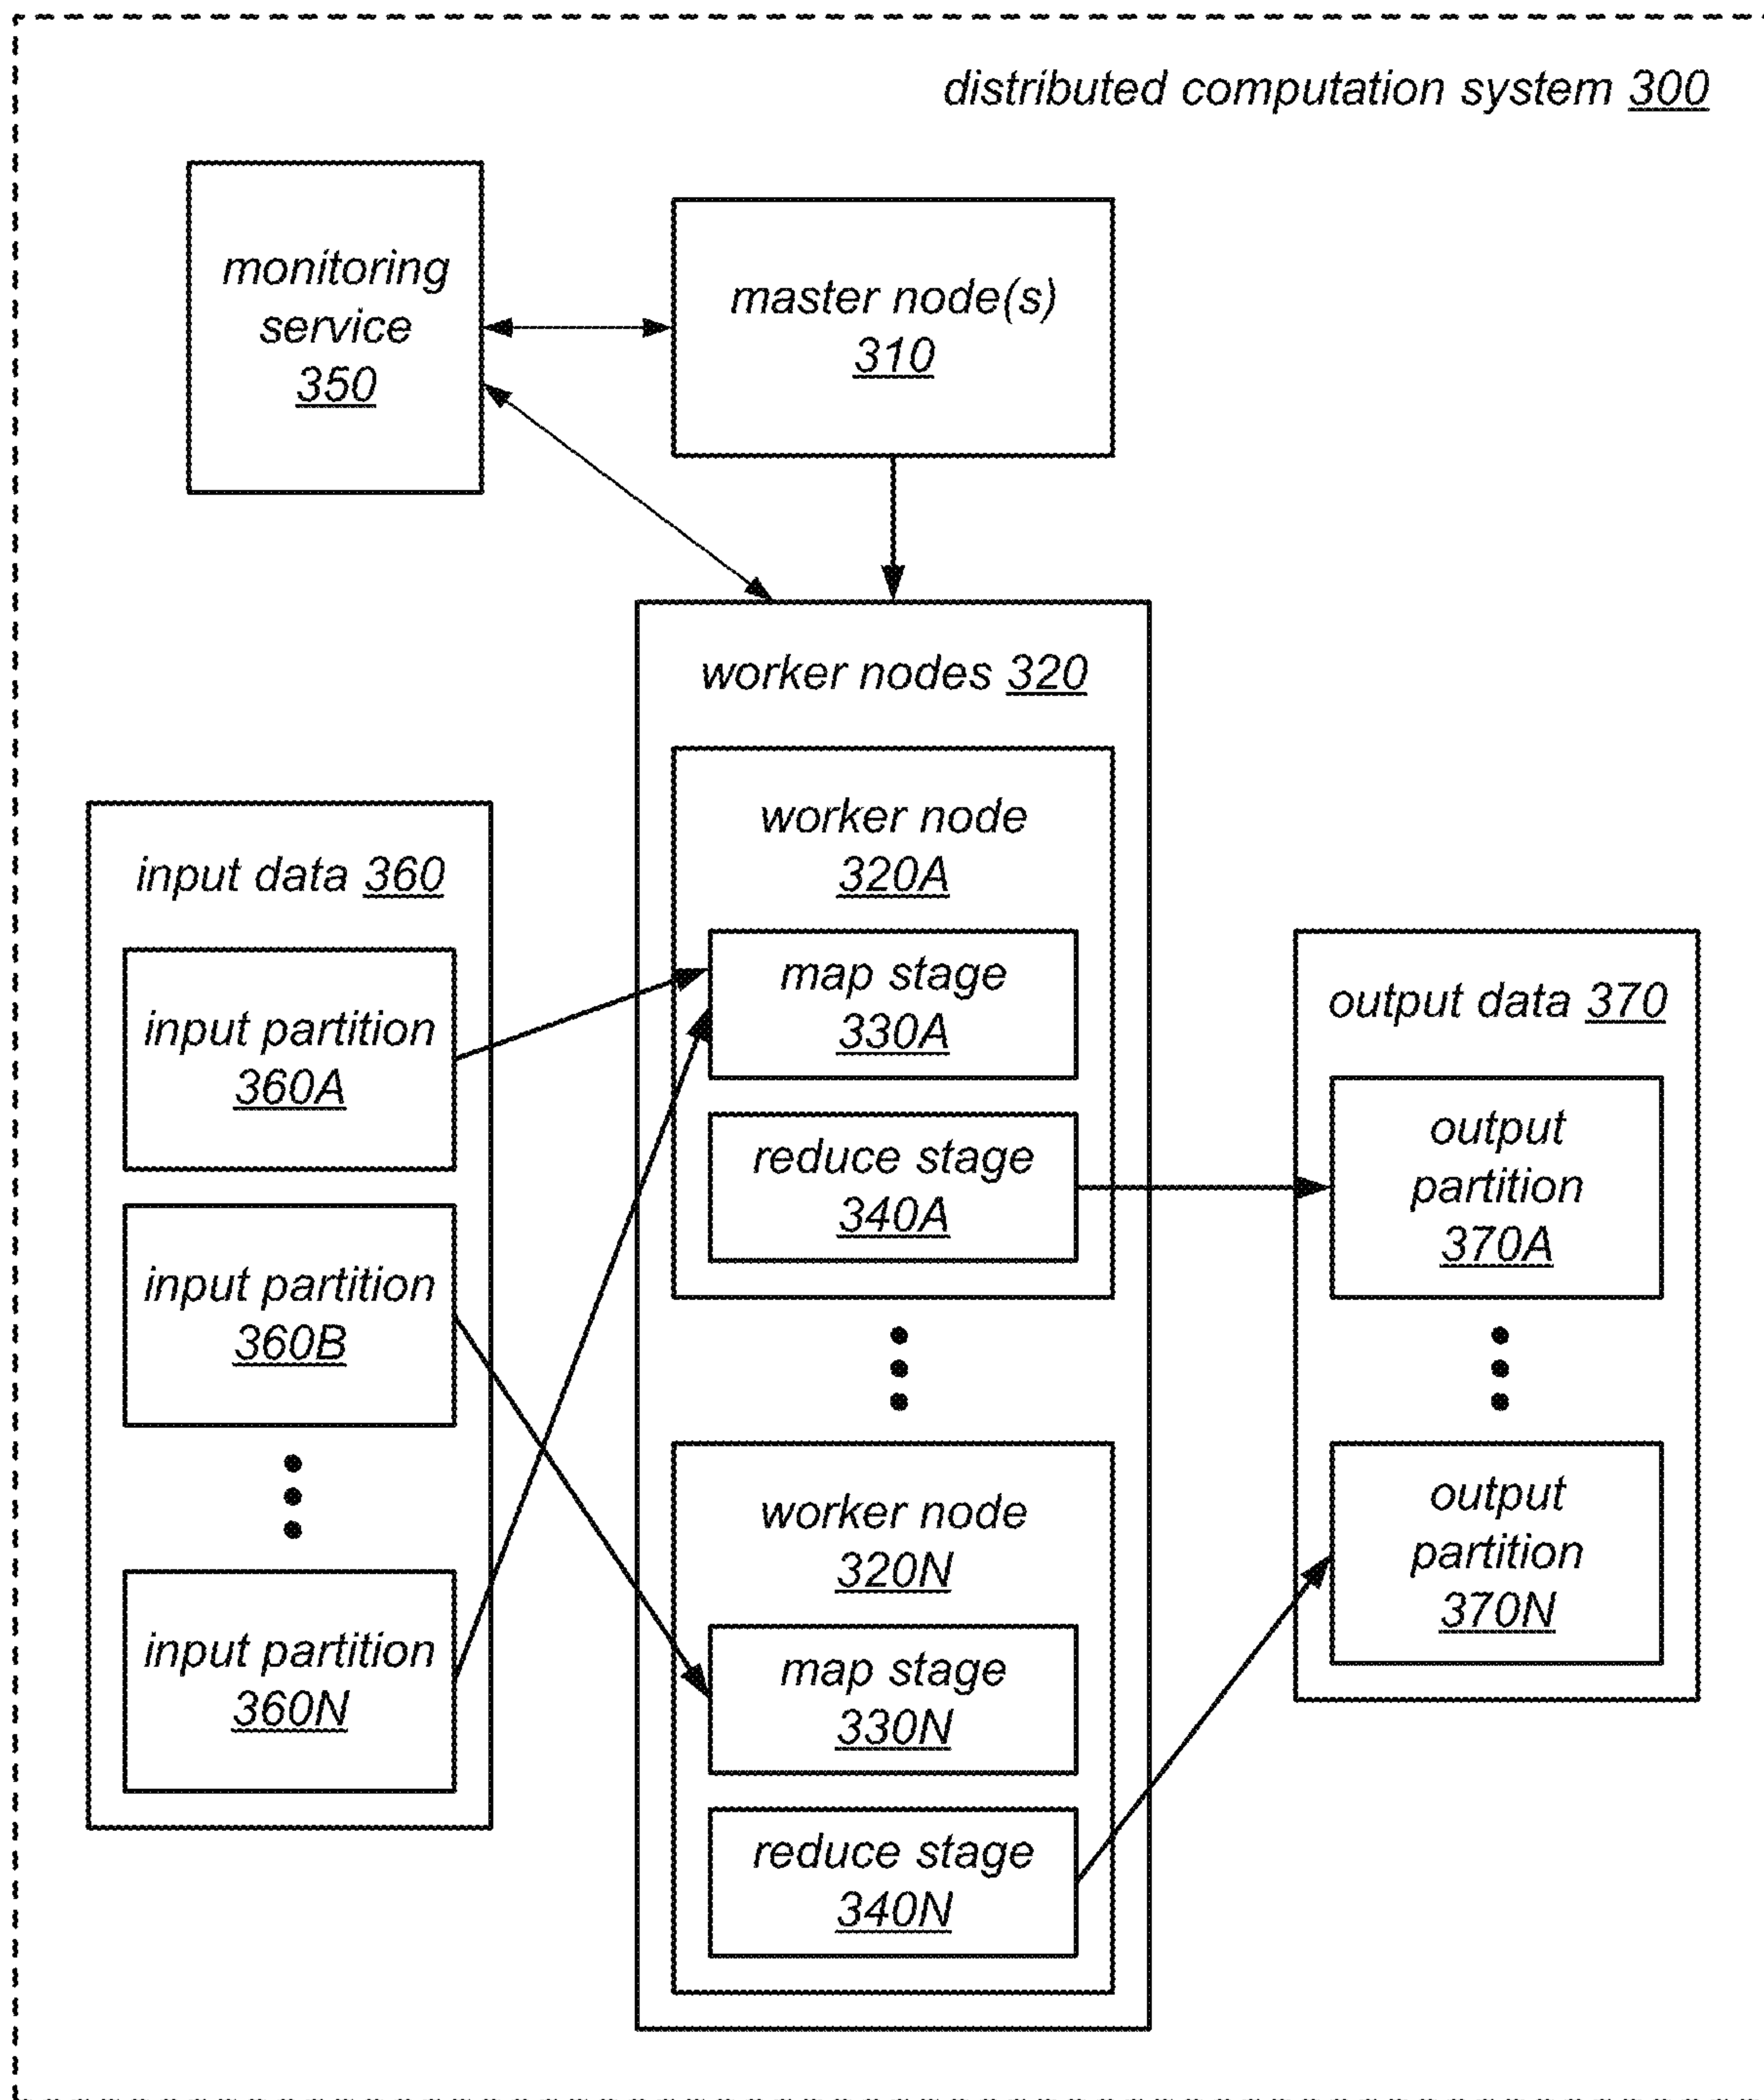 distributed computation system 300
monitoring
service
350
master node(s)
310
worker nodes 320
worker node
320A
map stage
330A
reduce stage
340A
worker node
320N
map stage
330N
reduce stage
340N
input data 360
input partition
360A
input partition
360B
input partition
360N
output data 370
output
partition
370A
output
partition
370N